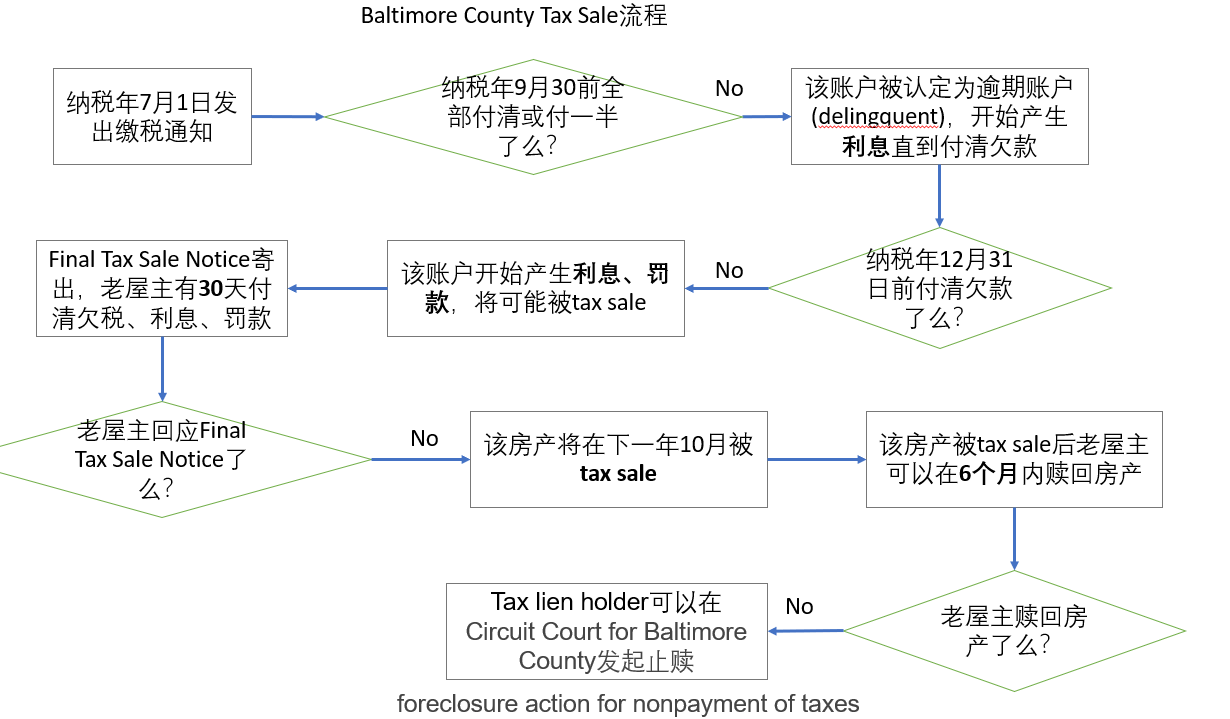 Baltimore County Tax Sale流程
纳税年7月1日发
出缴税通知
纳税年9月30前全
部付清或付一半
了么？
No
该账户被认定为逾期账户
(delingquent)，开始产生
利息直到付清欠款
纳税年12月31
日前付清欠款
了么？
No
该账户开始产生利息、罚
款，将可能被tax sale
Final Tax Sale Notice寄
出，老屋主有30天付
清欠税、利息、罚款
老屋主回应Final
Tax Sale Notice了
么？
No
该房产将在下一年10月被
tax sale
该房产被tax sale后老屋主
可以在6个月内赎回房产
老屋主赎回房
产了么？
No
Tax lien holder可以在
Circuit Court for Baltimore
County发起止赎
foreclosure action for nonpayment of taxes